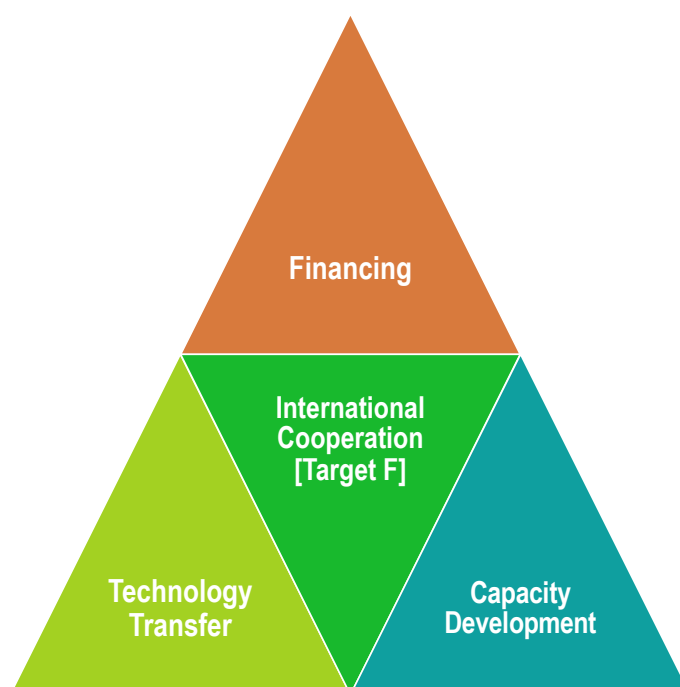 Financing
International
Cooperation
[Target F]
Technology
Transfer
Capacity
Development